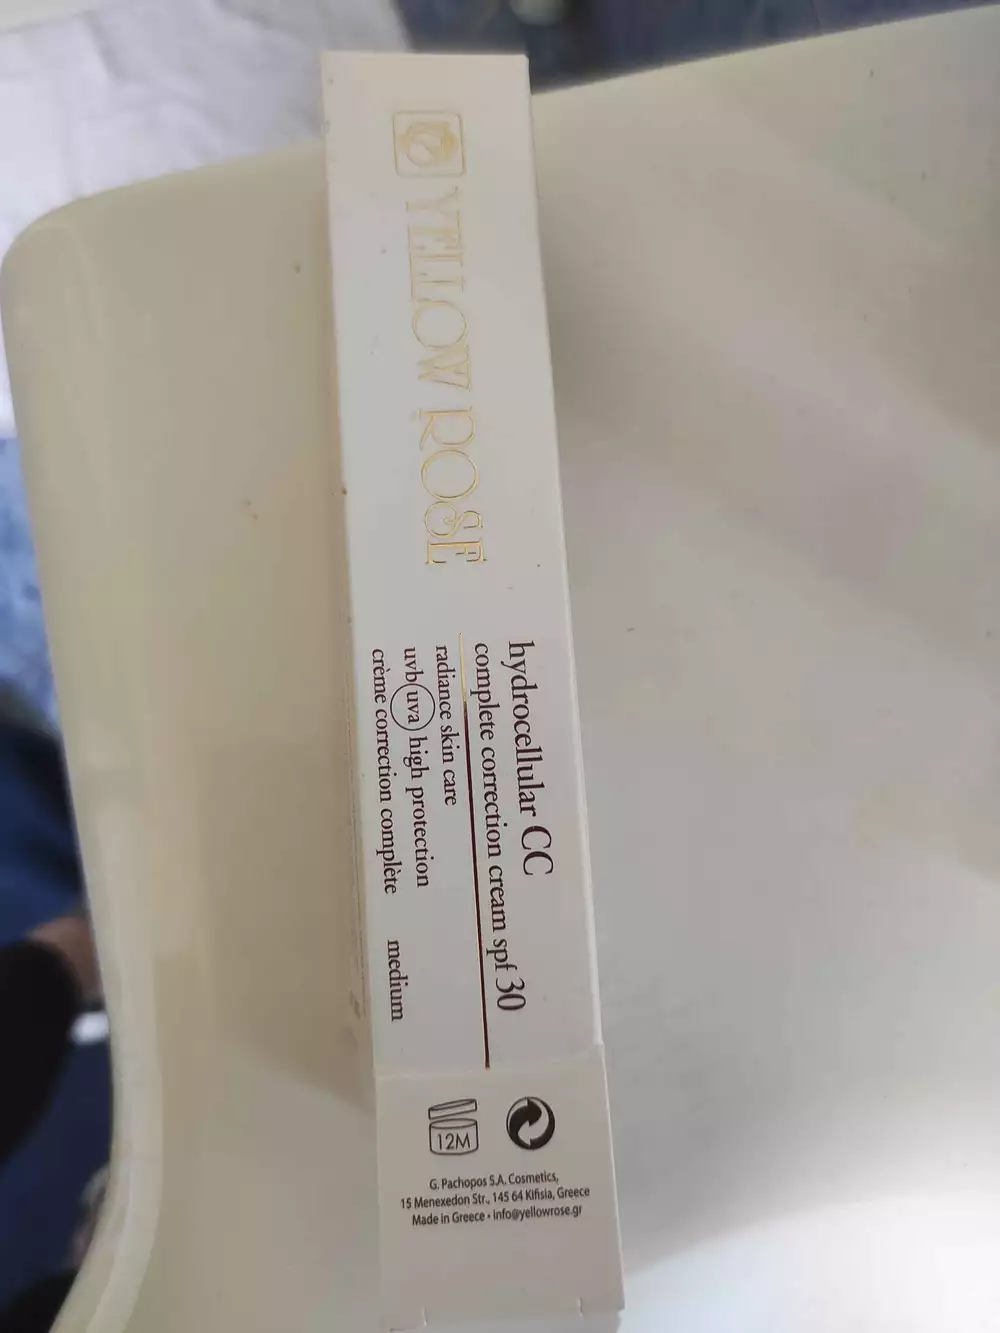 YELLOW ROSE
hydrocellular CC
complete correction cream spf 30
radiance skin care
uvb uva high protection
crème correction complète medium
12M
G. Pachopos S.A. Cosmetics,
15 Menexedon Str., 145 64 Kifisia, Greece
Made in Greece • info@yellowrose.gr